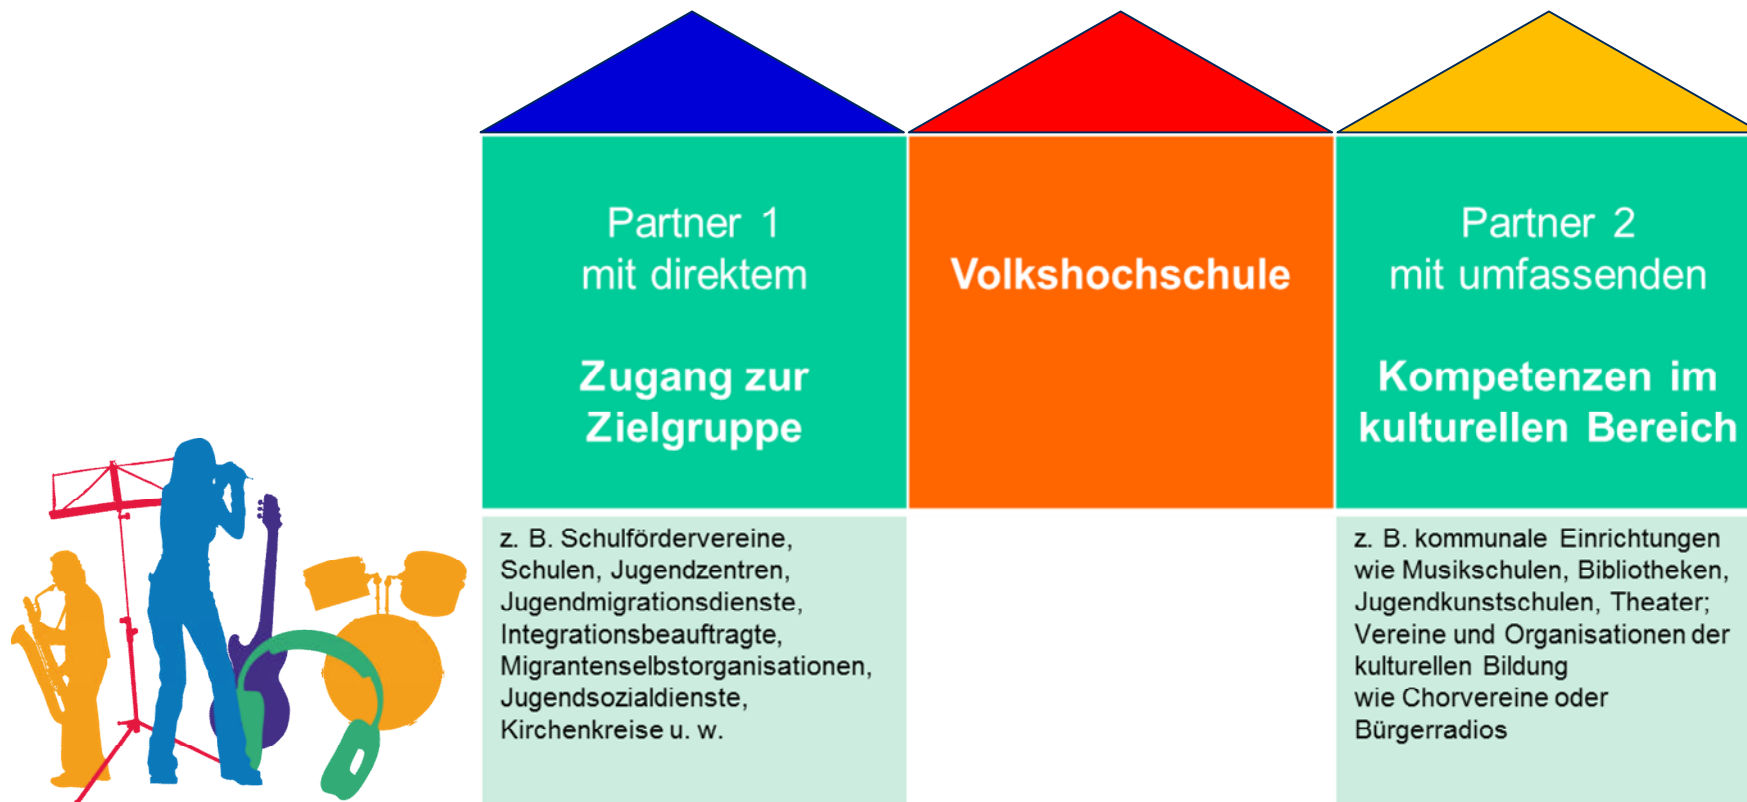 Partner 1
mit direktem
Zugang zur
Zielgruppe
z. B. Schulfördervereine,
Schulen, Jugendzentren,
Jugendmigrationsdienste,
Integrationsbeauftragte,
Migrantenselbstorganisationen,
Jugendsozialdienste,
Kirchenkreise u. w.
Volkshochschule
Partner 2
mit umfassenden
Kompetenzen im
kulturellen Bereich
z. B. kommunale Einrichtungen
wie Musikschulen, Bibliotheken,
Jugendkunstschulen, Theater;
Vereine und Organisationen der
kulturellen Bildung
wie Chorvereine oder
Bürgerradios